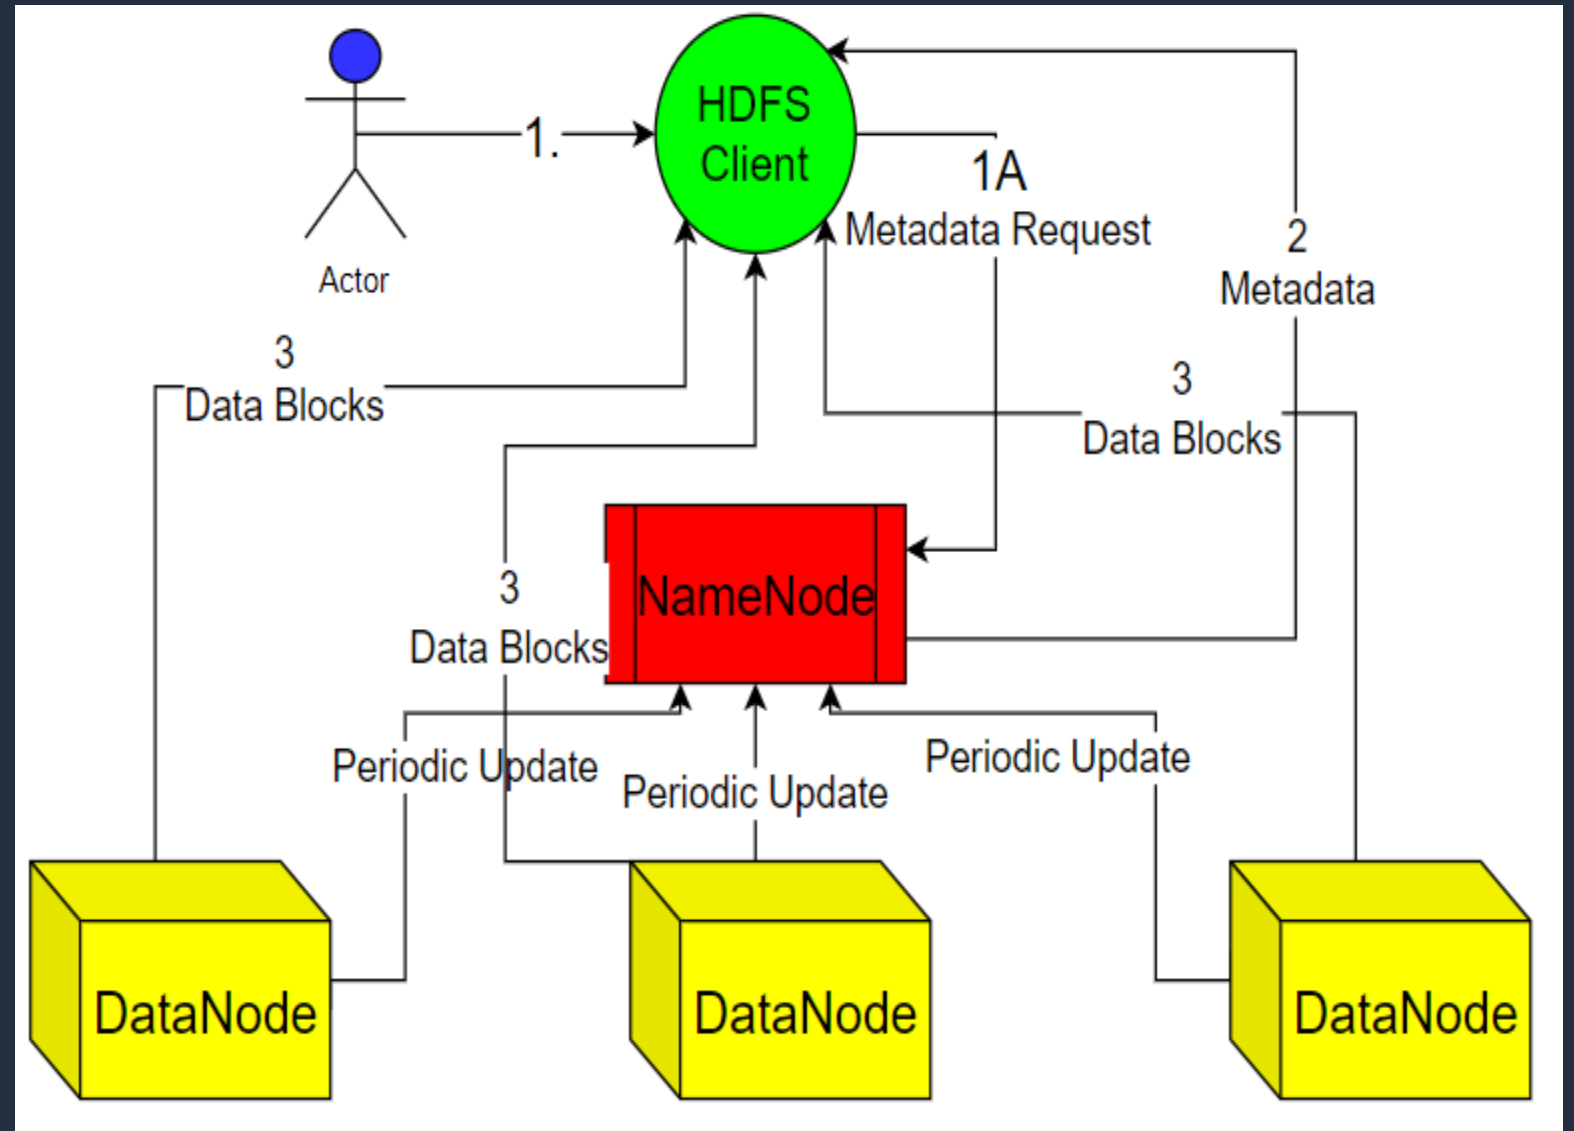 HDFS
Client
1.
1A
Metadata Request
Actor
2
Metadata
3
Data Blocks
3
Data Blocks
3
Data Blocks
NameNode
Periodic Update
Periodic Update
Periodic Update
DataNode
DataNode
DataNode